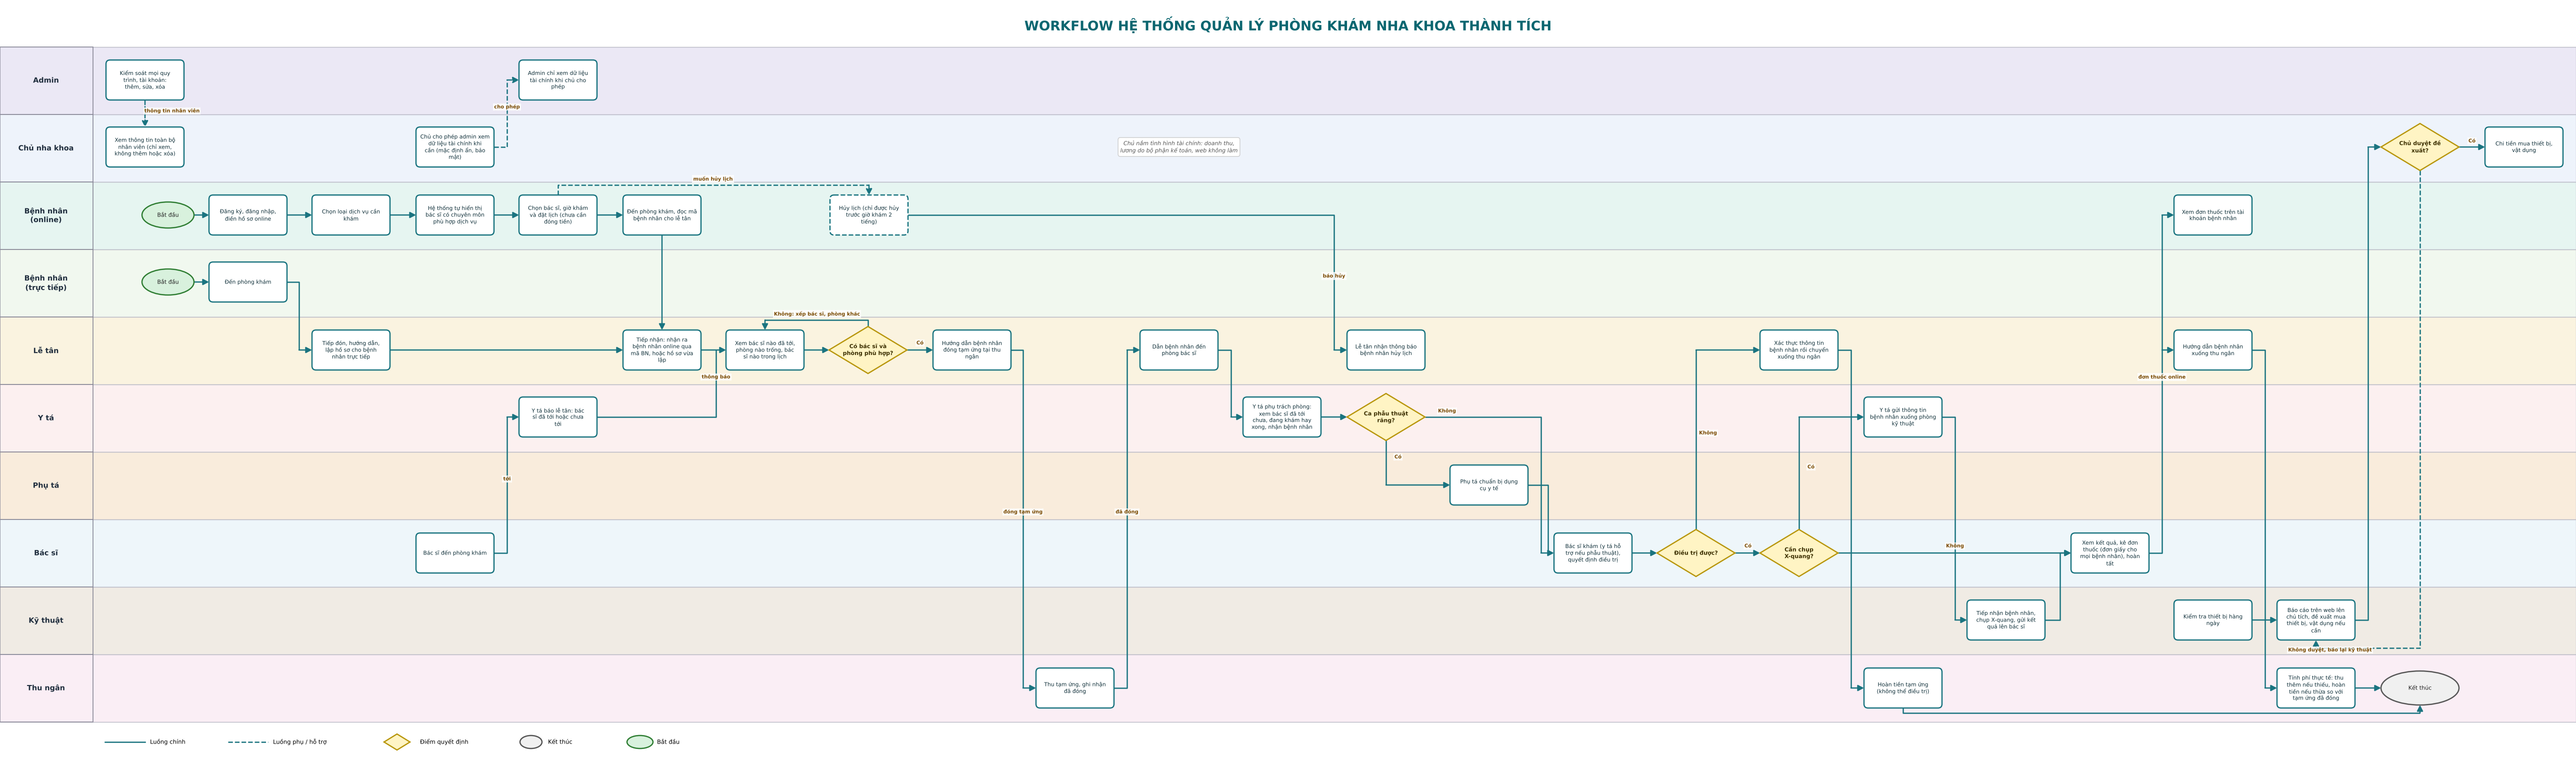 WORKFLOW HỆ THỐNG QUẢN LÝ PHÒNG KHÁM NHA KHOA THÀNH TÍCH
Admin
Kiểm soát mọi quy
trình, tài khoản:
thêm, sửa, xóa
Admin chỉ xem dữ liệu
tài chính khi chủ cho
phép
thông tin nhân viên
cho phép
Chủ nha khoa
Xem thông tin toàn bộ
nhân viên (chỉ xem,
không thêm hoặc xóa)
Chủ cho phép admin xem
dữ liệu tài chính khi
cần (mặc định ẩn, bảo
mật)
Chủ nắm tình hình tài chính: doanh thu,
lương do bộ phận kế toán, web không làm
Chủ duyệt đề
xuất?
Có
Chi tiền mua thiết bị,
vật dụng
muốn hủy lịch
Bệnh nhân
(online)
Bắt đầu
Đăng ký, đăng nhập,
điền hồ sơ online
Chọn loại dịch vụ cần
khám
Hệ thống tự hiển thị
bác sĩ có chuyên môn
phù hợp dịch vụ
Chọn bác sĩ, giờ khám
và đặt lịch (chưa cần
đóng tiền)
Đến phòng khám, đọc mã
bệnh nhân cho lễ tân
Hủy lịch (chỉ được hủy
trước giờ khám 2
tiếng)
Xem đơn thuốc trên tài
khoản bệnh nhân
Bệnh nhân
(trực tiếp)
Bắt đầu
Đến phòng khám
báo hủy
Không: xếp bác sĩ, phòng khác
Lễ tân
Tiếp đón, hướng dẫn,
lập hồ sơ cho bệnh
nhân trực tiếp
Tiếp nhận: nhận ra
bệnh nhân online qua
mã BN, hoặc hồ sơ vừa
lập
Xem bác sĩ nào đã tới,
phòng nào trống, bác
sĩ nào trong lịch
Có bác sĩ và
phòng phù hợp?
Có
Hướng dẫn bệnh nhân
đóng tạm ứng tại thu
ngân
Dẫn bệnh nhân đến
phòng bác sĩ
Lễ tân nhận thông báo
bệnh nhân hủy lịch
Xác thực thông tin
bệnh nhân rồi chuyển
xuống thu ngân
Hướng dẫn bệnh nhân
xuống thu ngân
thông báo
đơn thuốc online
Y tá
Y tá báo lễ tân: bác
sĩ đã tới hoặc chưa
tới
Y tá phụ trách phòng:
xem bác sĩ đã tới
chưa, đang khám hay
xong, nhận bệnh nhân
Ca phẫu thuật
răng?
Không
Không
Y tá gửi thông tin
bệnh nhân xuống phòng
kỹ thuật
Có
Có
Phụ tá
tới
Phụ tá chuẩn bị dụng
cụ y tế
đóng tạm ứng
đã đóng
Bác sĩ
Bác sĩ đến phòng khám
Bác sĩ khám (y tá hỗ
trợ nếu phẫu thuật),
quyết định điều trị
Điều trị được?
Có
Cần chụp
X-quang?
Không
Xem kết quả, kê đơn
thuốc (đơn giấy cho
mọi bệnh nhân), hoàn
tất
Kỹ thuật
Tiếp nhận bệnh nhân,
chụp X-quang, gửi kết
quả lên bác sĩ
Kiểm tra thiết bị hàng
ngày
Báo cáo trên web lên
chủ tích, đề xuất mua
thiết bị, vật dụng nếu
cần
Không duyệt, báo lại kỹ thuật
Thu ngân
Thu tạm ứng, ghi nhận
đã đóng
Hoàn tiền tạm ứng
(không thể điều trị)
Tính phí thực tế: thu
thêm nếu thiếu, hoàn
tiền nếu thừa so với
tạm ứng đã đóng
Kết thúc
Luồng chính
Luồng phụ / hỗ trợ
Điểm quyết định
Kết thúc
Bắt đầu